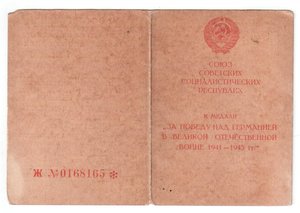 Ж №0168165 *
СОЮЗ
СОВЕТСКИХ
СОЦИАЛИСТИЧЕСКИХ
РЕСПУБЛИК
К МЕДАЛИ
„ЗА ПОБЕДУ НАД ГЕРМАНИЕЙ
В ВЕЛИКОЙ ОТЕЧЕСТВЕННОЙ
ВОЙНЕ 1941–1945 гг."